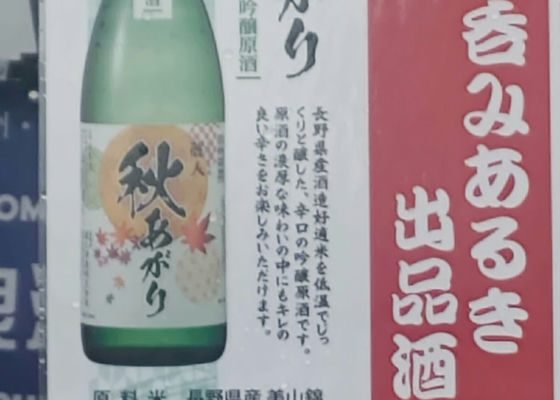 呑みあるき
出品酒
がり
吟醸原酒
長野県産酒造好適米を低温でじっ
くりと醸した、辛口の吟醸原酒です。
原酒の濃厚な味わいの中にもキレの
良い辛さをお楽しみいただけます。
酒
秋あがり
原料米 長野県産美山錦
OM